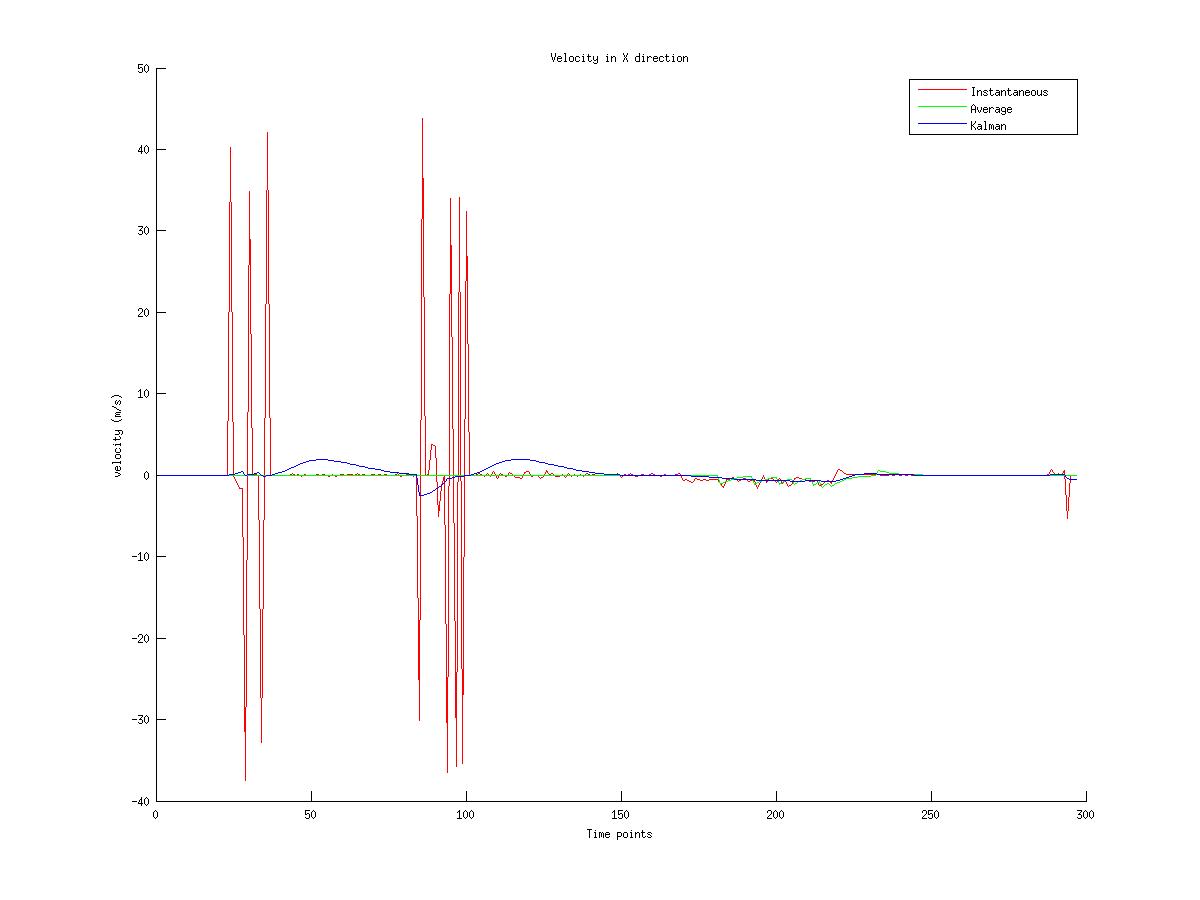 Velocity in X direction
Instantaneous
Average
Kalman
velocity (m/s)
50
40
30
20
10
0
-10
-20
-30
-40
0 50 100 150 200 250 300
Time points